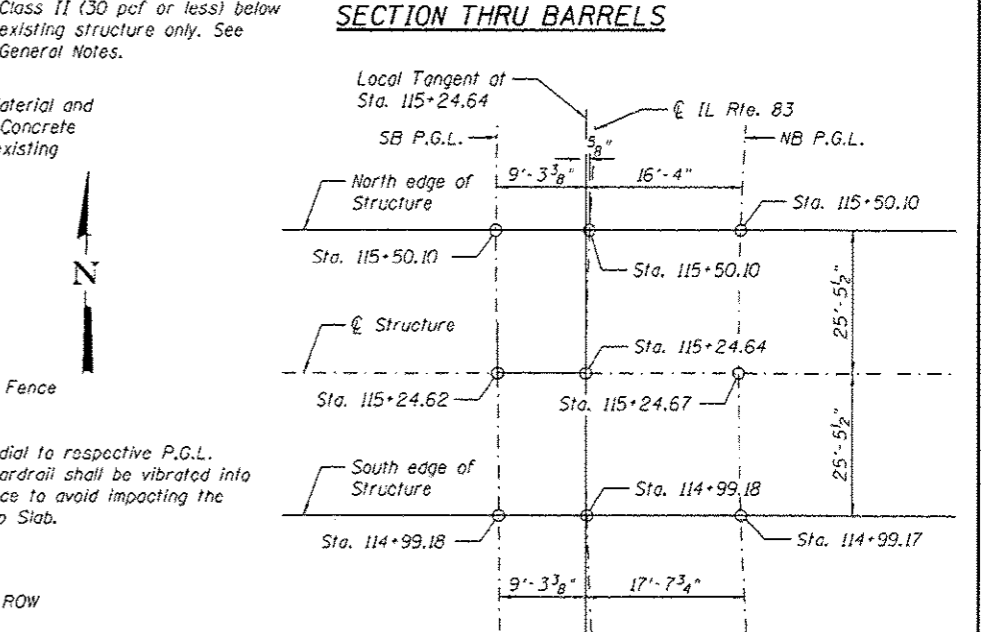 Class II (30 pcf or less) below
existing structure only. See
General Notes.
SECTION THRU BARRELS
aterial and
Concrete
existing
Local Tangent at
Sta. 115+24.64
℄ IL Rte. 83
SB P.G.L.
NB P.G.L.
5/8"
9'-3 3/8"
16'-4"
North edge of
Structure
Sta. 115+50.10
Sta. 115+50.10
Sta. 115+50.10
N
25'-5 1/2"
℄ Structure
Sta. 115+24.64
Sta. 115+24.62
Sta. 115+24.67
Fence
25'-5 1/2"
dial to respective P.G.L.
ardrail shall be vibrated into
ce to avoid impacting the
p Slab.
South edge of
Structure
Sta. 114+99.18
Sta. 114+99.18
Sta. 114+99.17
9'-3 3/8"
17'-7 3/4"
ROW